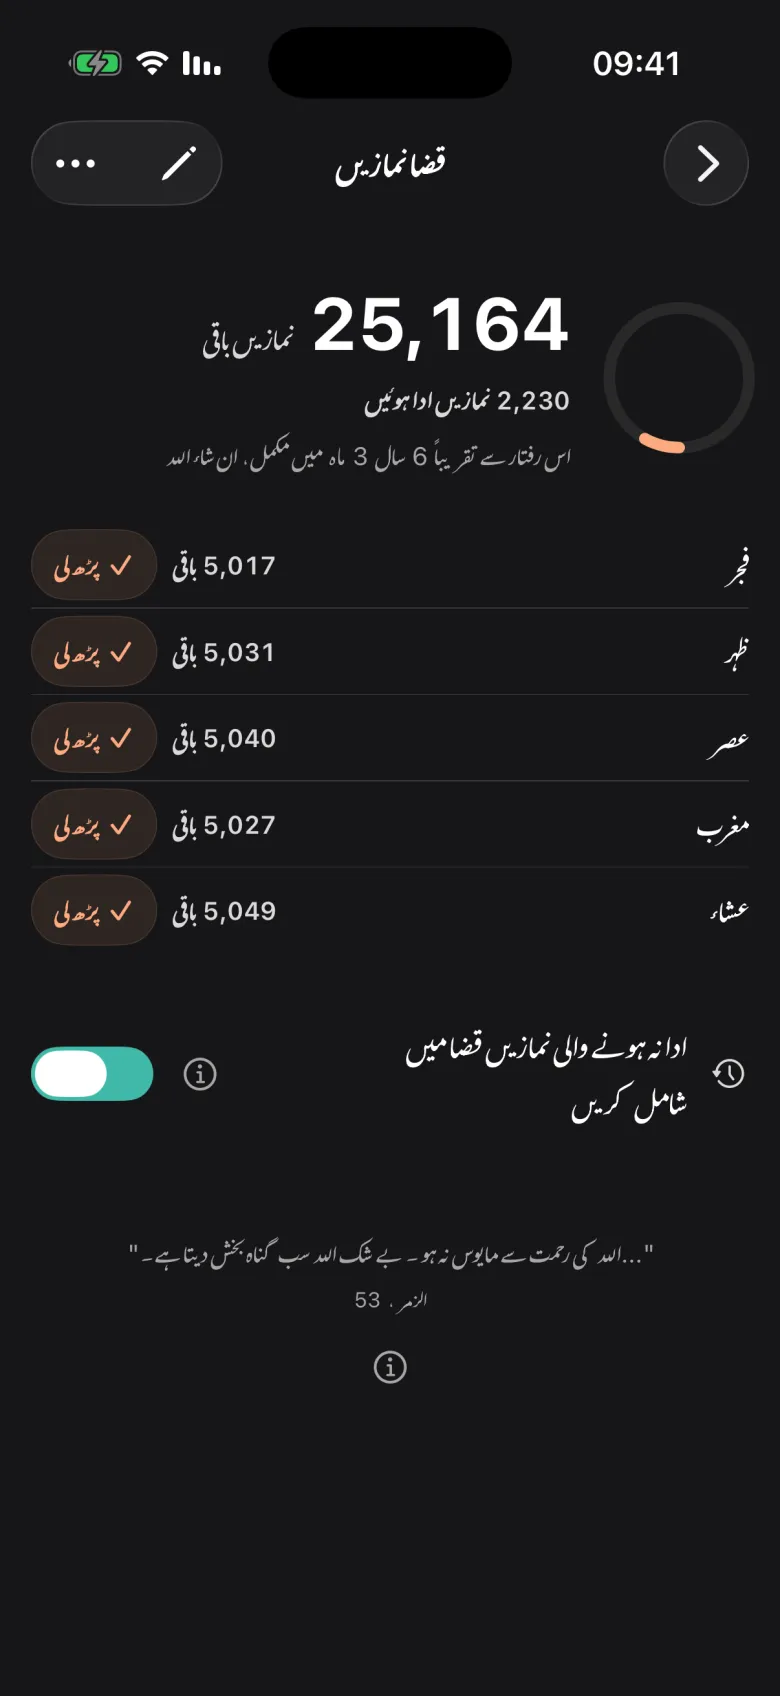 09:41
قضا نمازیں
25,164 نمازیں باقی
2,230 نمازیں ادا ہوئیں
اس رفتار سے تقریباً 6 سال 3 ماہ میں مکمل، ان شاء اللہ
فجر
5,017 باقی
پڑھ لی
ظہر
5,031 باقی
پڑھ لی
عصر
5,040 باقی
پڑھ لی
مغرب
5,027 باقی
پڑھ لی
عشاء
5,049 باقی
پڑھ لی
ادا نہ ہونے والی نمازیں قضا میں
شامل کریں
"...اللہ کی رحمت سے مایوس نہ ہو۔ بے شک اللہ سب گناہ بخش دیتا ہے۔"
الزمر، 53